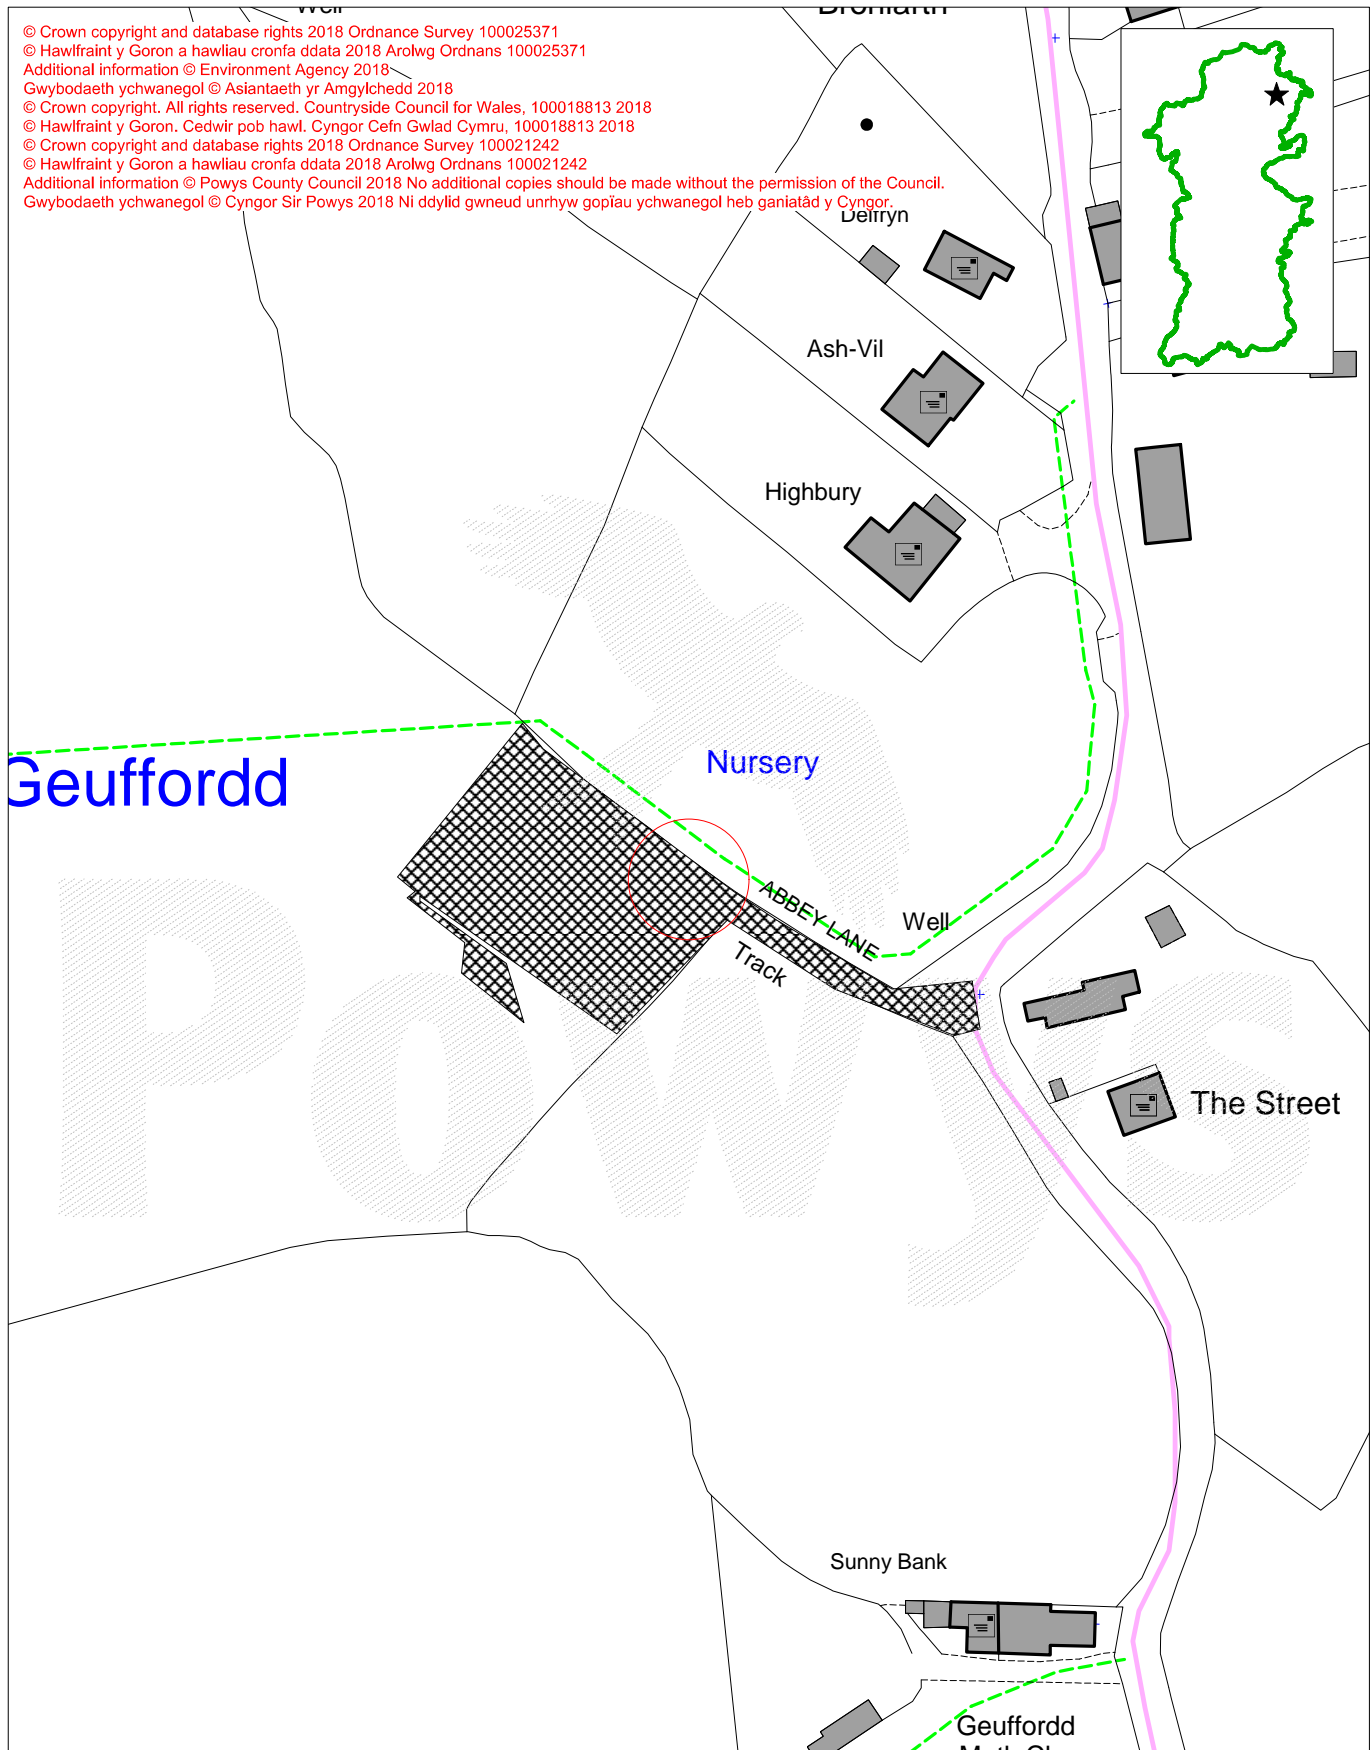 Well
Bronfarth
© Crown copyright and database rights 2018 Ordnance Survey 100025371
© Hawlfraint y Goron a hawliau cronfa ddata 2018 Arolwg Ordnans 100025371
Additional information © Environment Agency 2018
Gwybodaeth ychwanegol © Asiantaeth yr Amgylchedd 2018
© Crown copyright. All rights reserved. Countryside Council for Wales, 100018813 2018
© Hawlfraint y Goron. Cedwir pob hawl. Cyngor Cefn Gwlad Cymru, 100018813 2018
© Crown copyright and database rights 2018 Ordnance Survey 100021242
© Hawlfraint y Goron a hawliau cronfa ddata 2018 Arolwg Ordnans 100021242
Additional information © Powys County Council 2018 No additional copies should be made without the permission of the Council.
Gwybodaeth ychwanegol © Cyngor Sir Powys 2018 Ni ddylid gwneud unrhyw gopïau ychwanegol heb ganiatâd y Cyngor.
Delfryn
Ash-Vil
Highbury
Nursery
Geuffordd
ABBEY LANE
Well
Track
Powys
The Street
Sunny Bank
Geuffordd